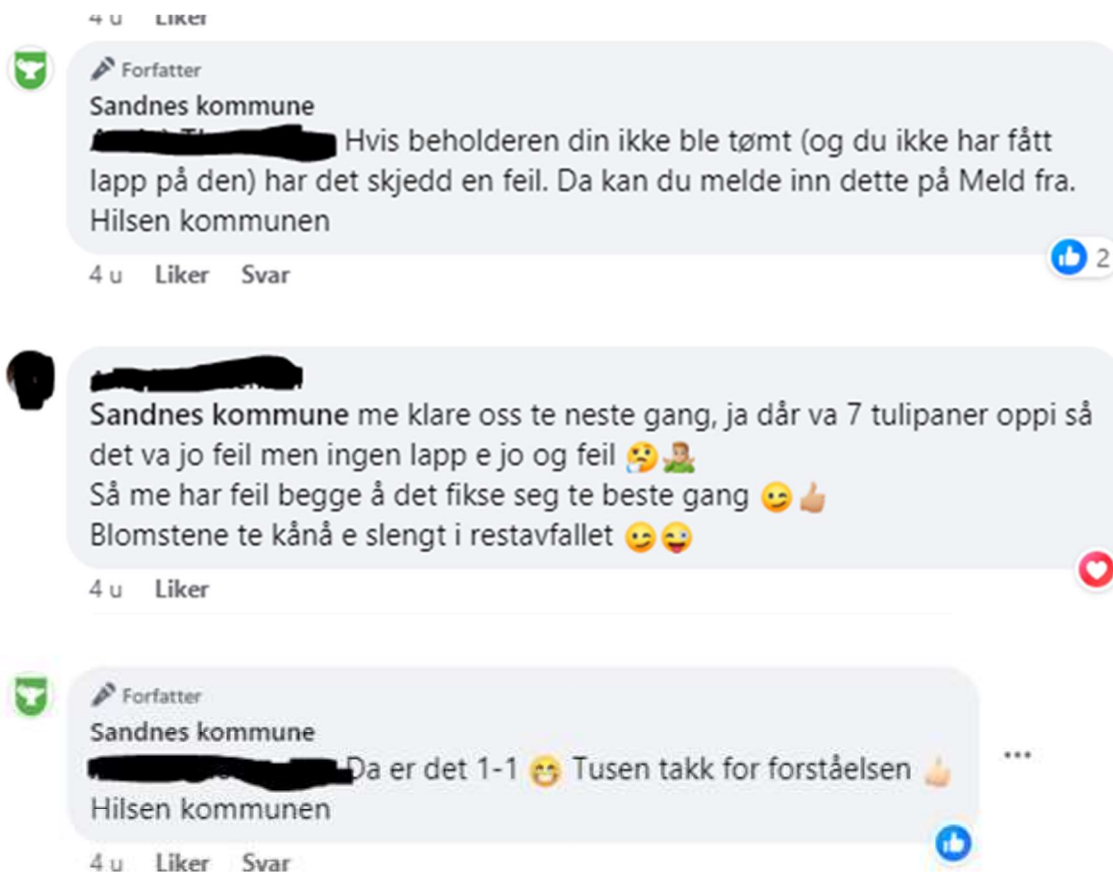 4 u Liker
Forfatter
Sandnes kommune
Hvis beholderen din ikke ble tømt (og du ikke har fått
lapp på den) har det skjedd en feil. Da kan du melde inn dette på Meld fra.
Hilsen kommunen
2
4 u Liker Svar
Sandnes kommune me klare oss te neste gang, ja dår va 7 tulipaner oppi så
det va jo feil men ingen lapp e jo og feil 🤔🤷🏼‍♂️
Så me har feil begge å det fikse seg te beste gang 😉👍🏼
Blomstene te kånå e slengt i restavfallet 😉😜
4 u Liker
Forfatter
Sandnes kommune
Da er det 1-1 😁 Tusen takk for forståelsen 👍🏻
Hilsen kommunen
4 u Liker Svar